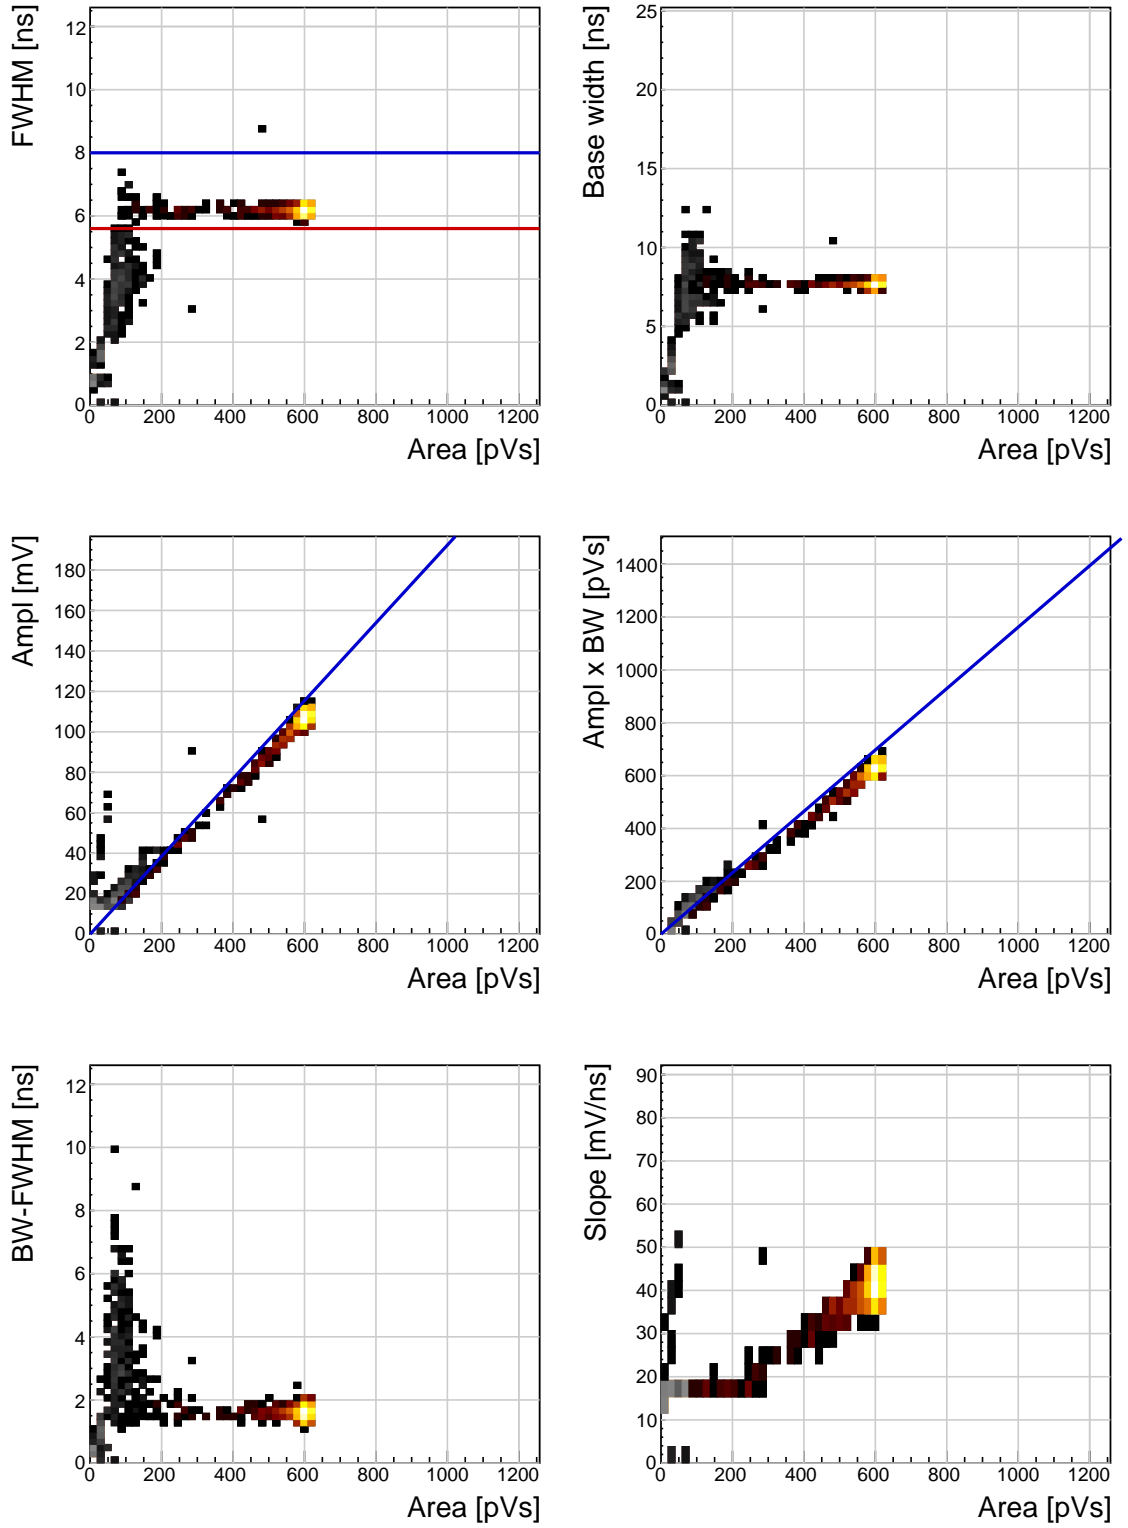 FWHM [ns]
12
10
8
6
4
2
0
0 200 400 600 800 1000 1200
Area [pVs]
Base width [ns]
25
20
15
10
5
0
0 200 400 600 800 1000 1200
Area [pVs]
Ampl [mV]
180
160
140
120
100
80
60
40
20
0
0 200 400 600 800 1000 1200
Area [pVs]
Ampl x BW [pVs]
1400
1200
1000
800
600
400
200
0
0 200 400 600 800 1000 1200
Area [pVs]
BW-FWHM [ns]
12
10
8
6
4
2
0
0 200 400 600 800 1000 1200
Area [pVs]
Slope [mV/ns]
90
80
70
60
50
40
30
20
10
0
0 200 400 600 800 1000 1200
Area [pVs]